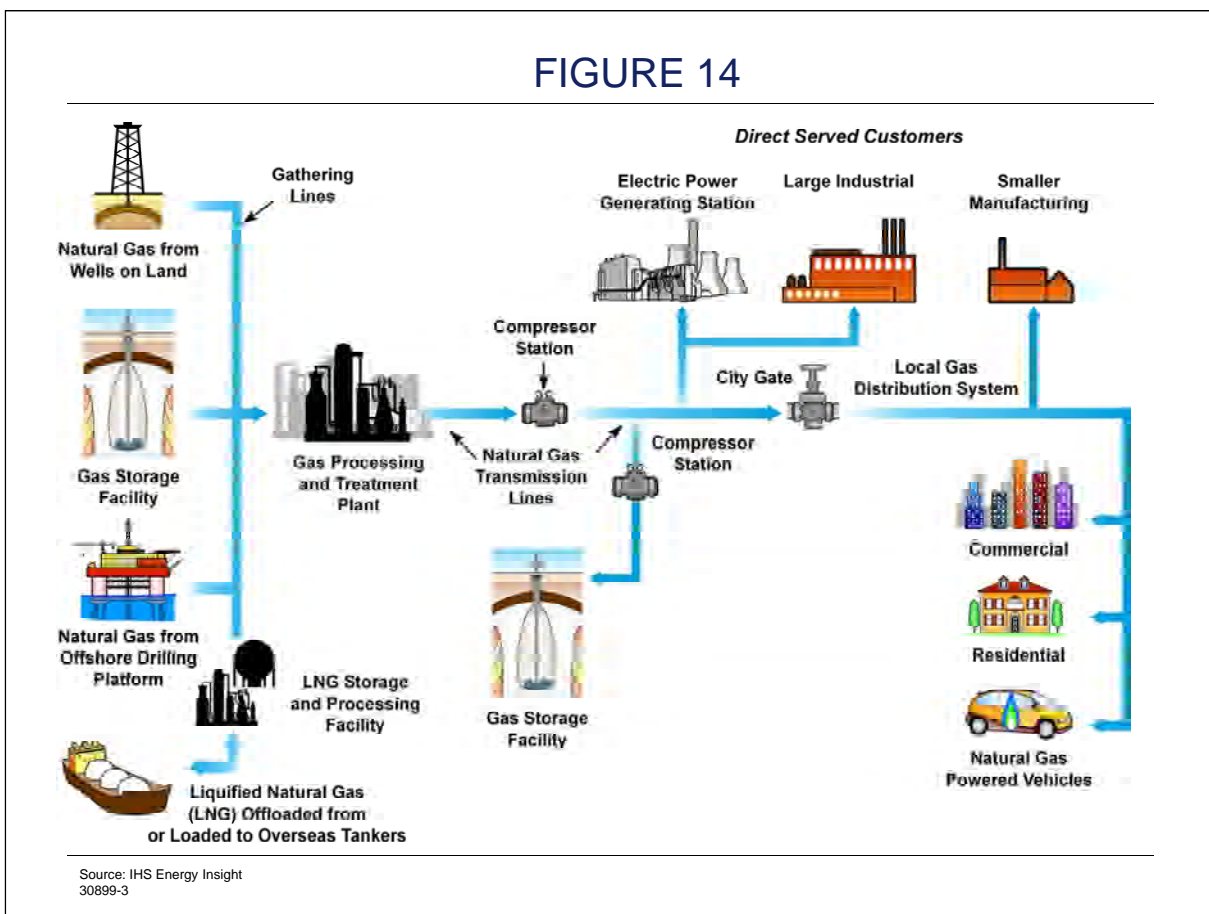 FIGURE 14
Direct Served Customers
Gathering
Lines
Electric Power
Generating Station
Large Industrial
Smaller
Manufacturing
Natural Gas from
Wells on Land
Compressor
Station
City Gate
Local Gas
Distribution System
Gas Storage
Facility
Gas Processing
and Treatment
Plant
Natural Gas
Transmission
Lines
Compressor
Station
Commercial
Natural Gas from
Offshore Drilling
Platform
LNG Storage
and Processing
Facility
Residential
Gas Storage
Facility
Natural Gas
Powered Vehicles
Liquified Natural Gas
(LNG) Offloaded from
or Loaded to Overseas Tankers
Source: IHS Energy Insight
30899-3